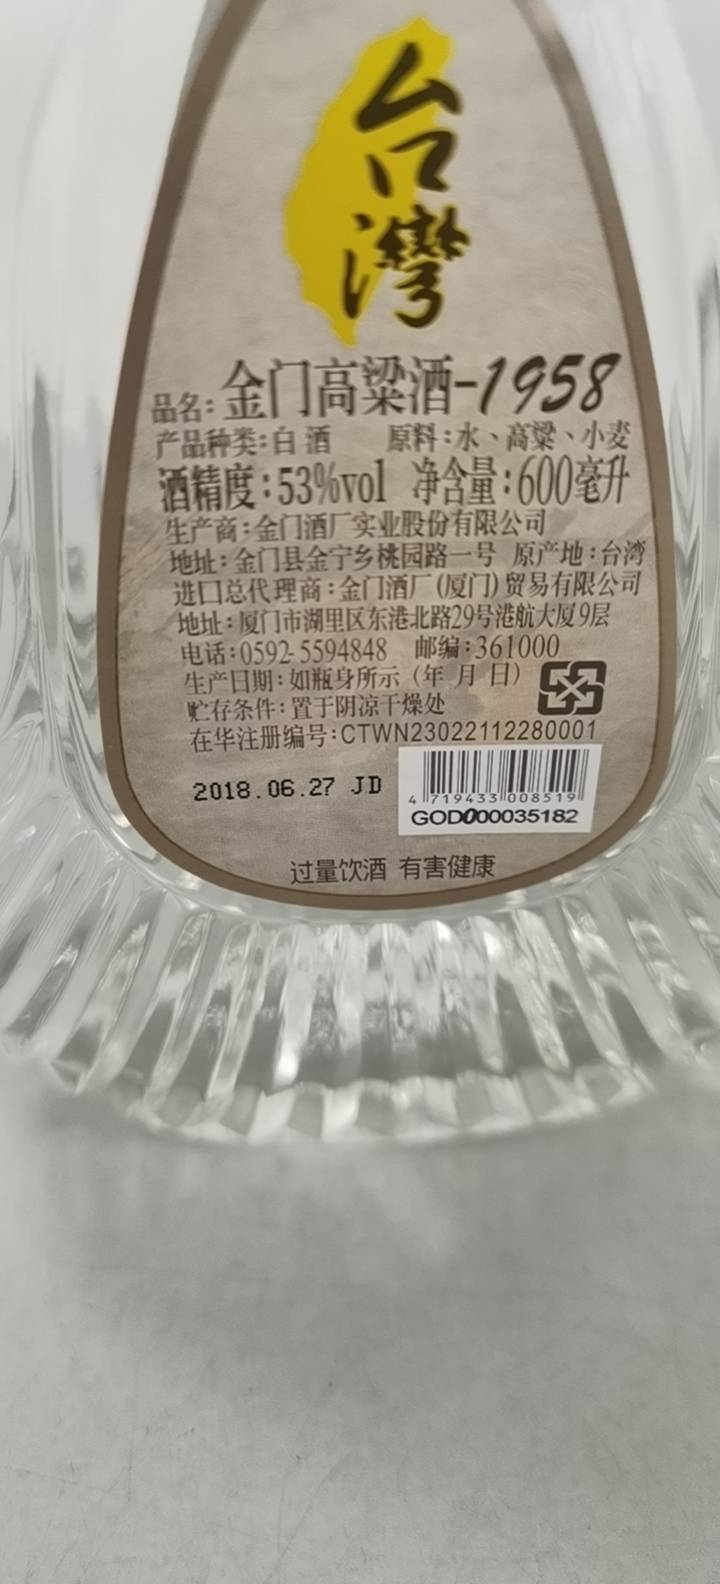 台
灣
品名:金门高粱酒-1958
产品种类:白酒 原料:水、高粱、小麦
酒精度:53%vol 净含量:600毫升
生产商:金门酒厂实业股份有限公司
地址:金门县金宁乡桃园路一号 原产地:台湾
进口总代理商:金门酒厂(厦门)贸易有限公司
地址:厦门市湖里区东港北路29号港航大厦9层
电话:0592-5594848 邮编:361000
生产日期:如瓶身所示(年 月 日)
贮存条件:置于阴凉干燥处
在华注册编号:CTWN23022112280001
2018.06.27 JD
4 719433 008519
GOD000035182
过量饮酒 有害健康